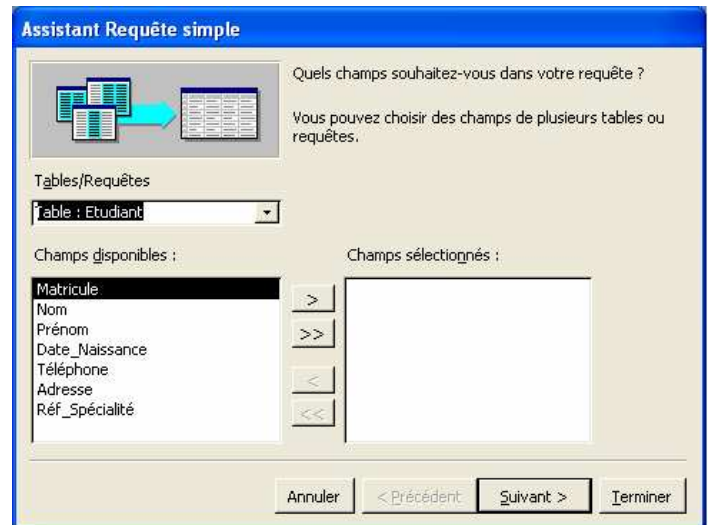 Assistant Requête simple
Quels champs souhaitez-vous dans votre requête ?
Vous pouvez choisir des champs de plusieurs tables ou
requêtes.
Tables/Requêtes
Table : Etudiant
Champs disponibles :
Champs sélectionnés :
Matricule
Nom
Prénom
Date_Naissance
Téléphone
Adresse
Réf_Spécialité
>
>>
<
<<
Annuler
< Précédent
Suivant >
Terminer